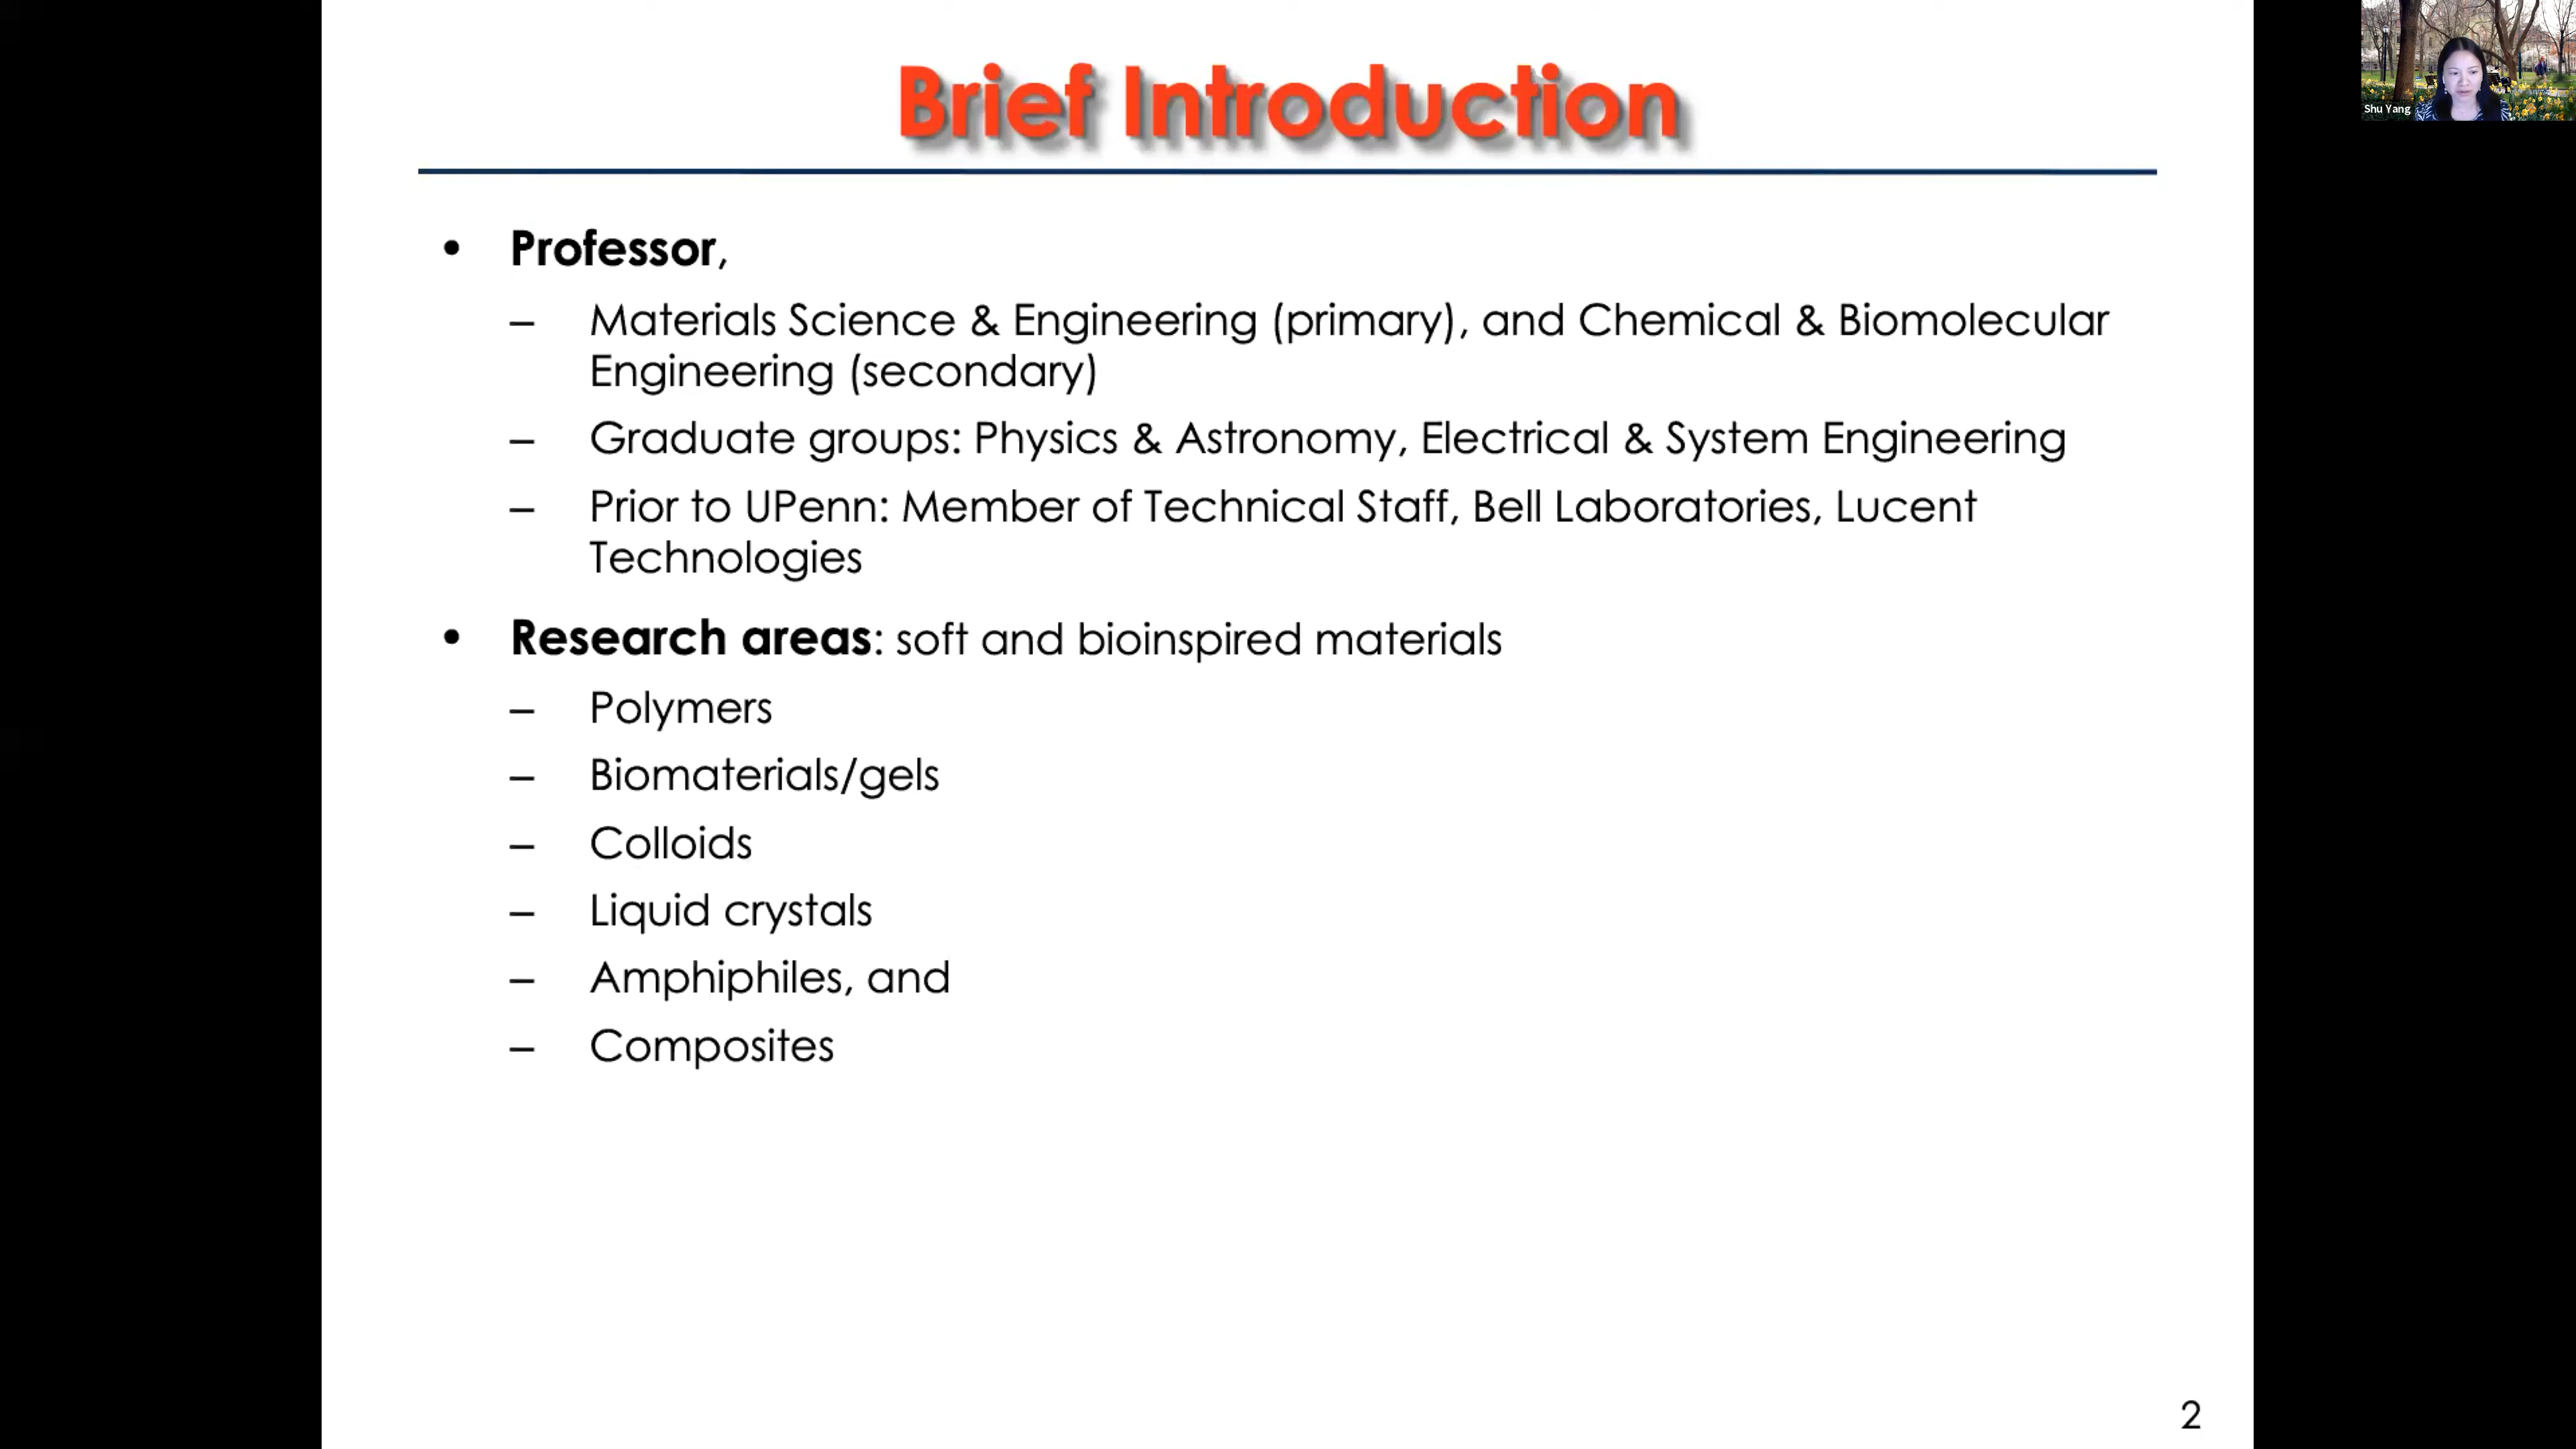 Brief Introduction
Shu Yang
• Professor,
– Materials Science & Engineering (primary), and Chemical & Biomolecular
Engineering (secondary)
– Graduate groups: Physics & Astronomy, Electrical & System Engineering
– Prior to UPenn: Member of Technical Staff, Bell Laboratories, Lucent
Technologies
• Research areas: soft and bioinspired materials
– Polymers
– Biomaterials/gels
– Colloids
– Liquid crystals
– Amphiphiles, and
– Composites
2